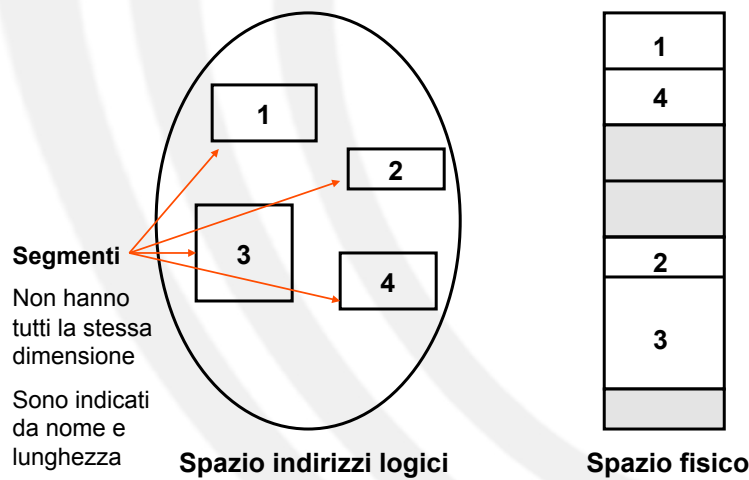 1
2
3
4
Segmenti
Non hanno
tutti la stessa
dimensione
Sono indicati
da nome e
lunghezza
Spazio indirizzi logici
1
4
2
3
Spazio fisico